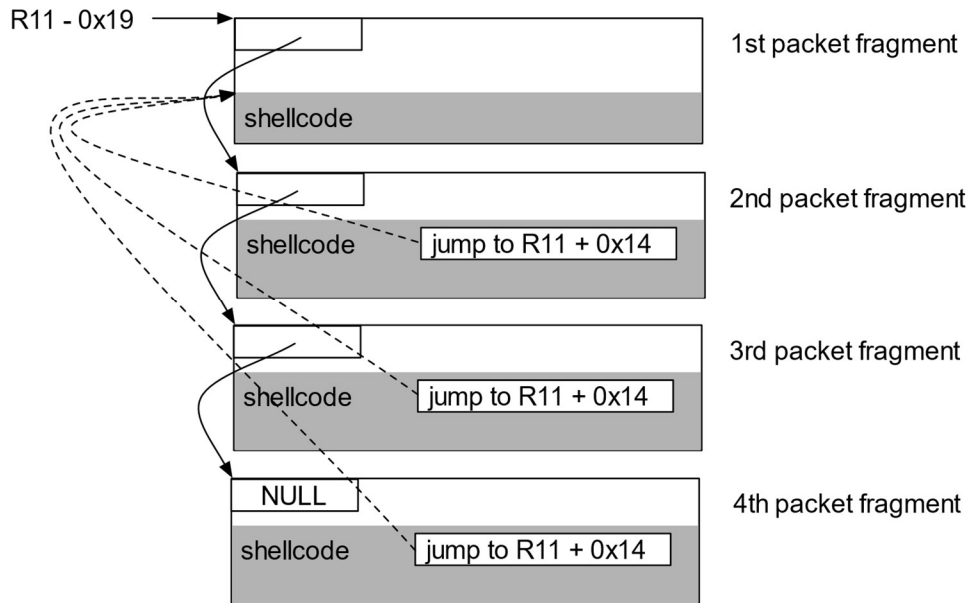 R11 - 0x19
1st packet fragment
shellcode
2nd packet fragment
shellcode
jump to R11 + 0x14
3rd packet fragment
shellcode
jump to R11 + 0x14
NULL
4th packet fragment
shellcode
jump to R11 + 0x14